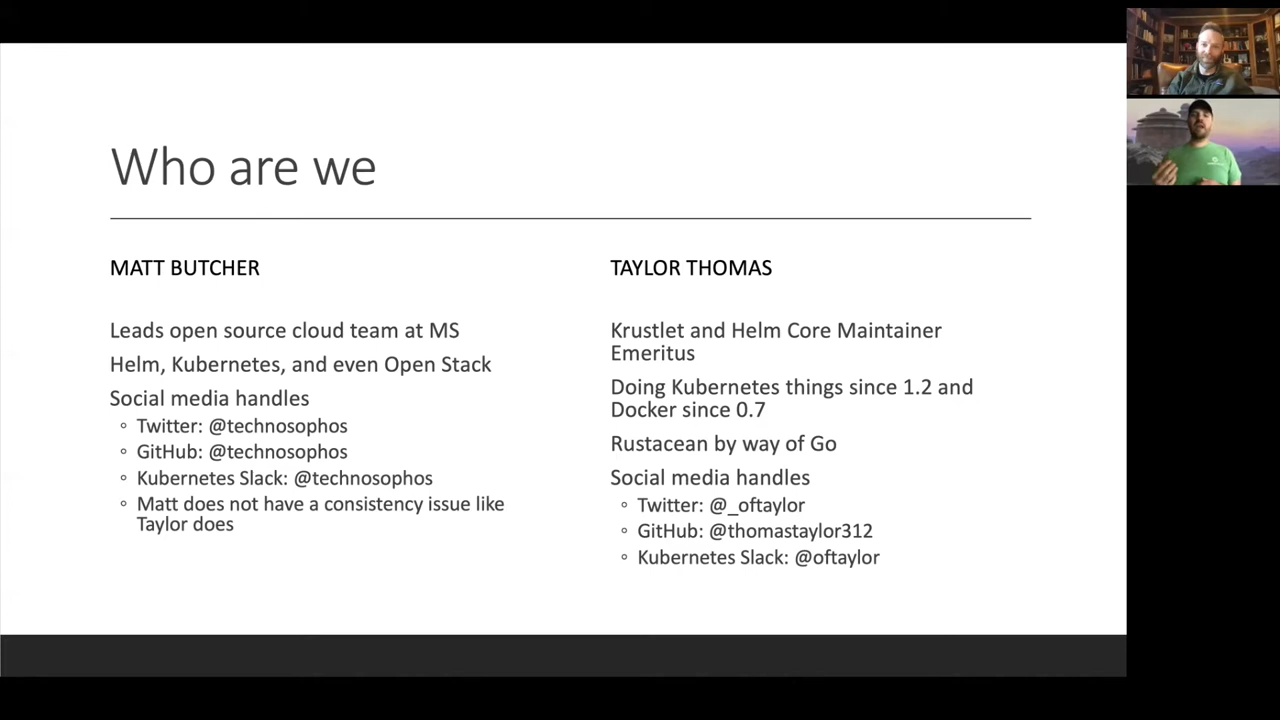 Who are we
MATT BUTCHER
Leads open source cloud team at MS
Helm, Kubernetes, and even Open Stack
Social media handles
◦ Twitter: @technosophos
◦ GitHub: @technosophos
◦ Kubernetes Slack: @technosophos
◦ Matt does not have a consistency issue like
Taylor does
TAYLOR THOMAS
Krustlet and Helm Core Maintainer
Emeritus
Doing Kubernetes things since 1.2 and
Docker since 0.7
Rustacean by way of Go
Social media handles
◦ Twitter: @_oftaylor
◦ GitHub: @thomastaylor312
◦ Kubernetes Slack: @oftaylor